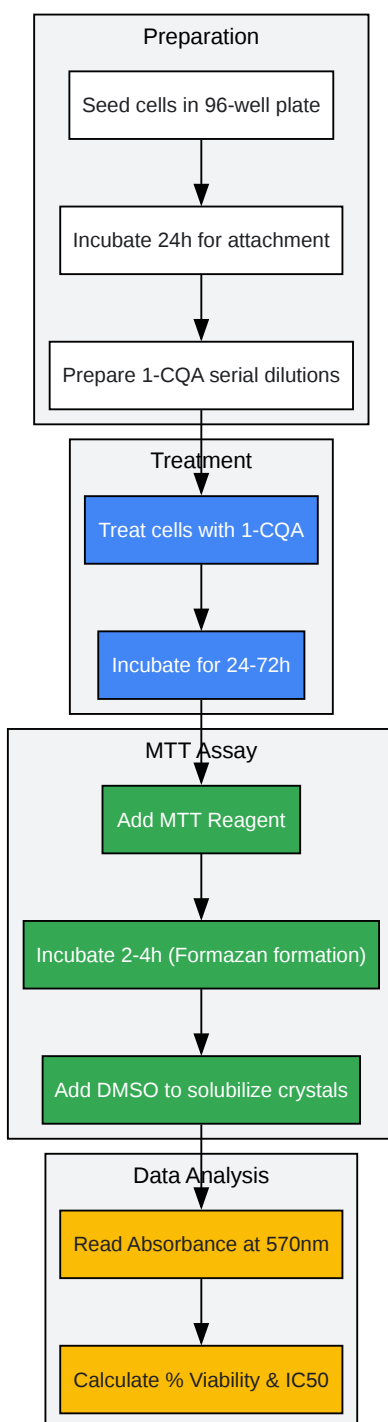 Preparation
Seed cells in 96-well plate
Incubate 24h for attachment
Prepare 1-CQA serial dilutions
Treatment
Treat cells with 1-CQA
Incubate for 24-72h
MTT Assay
Add MTT Reagent
Incubate 2-4h (Formazan formation)
Add DMSO to solubilize crystals
Data Analysis
Read Absorbance at 570nm
Calculate % Viability & IC50